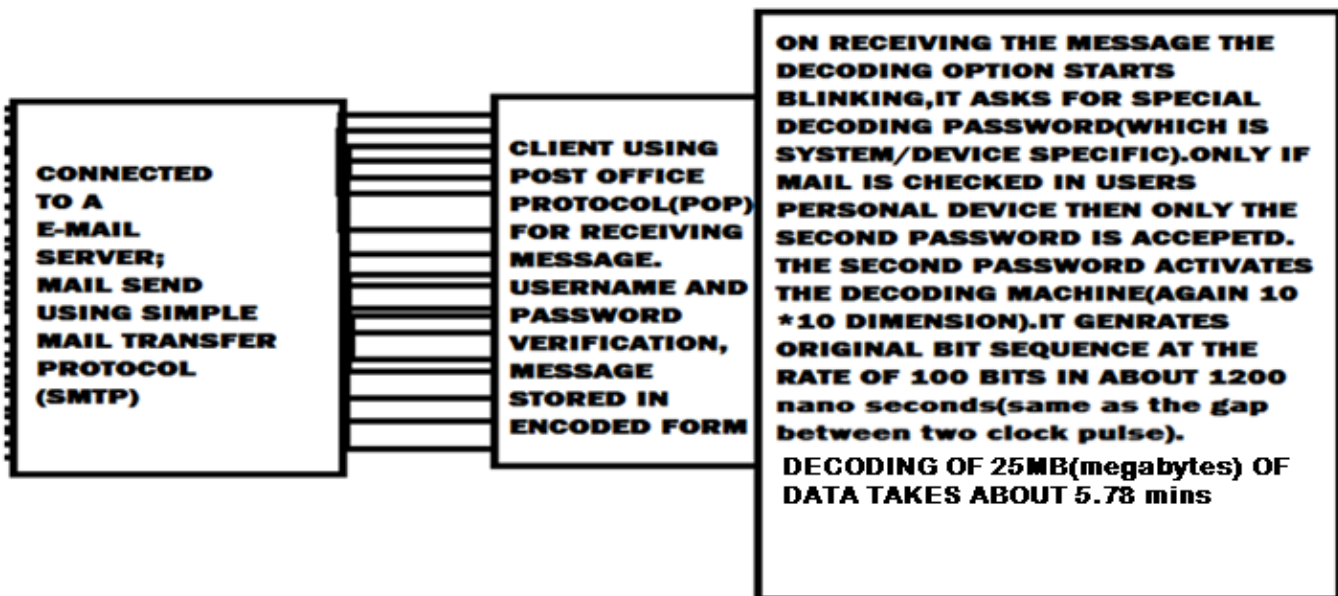 CONNECTED
TO A
E-MAIL
SERVER;
MAIL SEND
USING SIMPLE
MAIL TRANSFER
PROTOCOL
(SMTP)
CLIENT USING
POST OFFICE
PROTOCOL(POP)
FOR RECEIVING
MESSAGE.
USERNAME AND
PASSWORD
VERIFICATION,
MESSAGE
STORED IN
ENCODED FORM
ON RECEIVING THE MESSAGE THE
DECODING OPTION STARTS
BLINKING,IT ASKS FOR SPECIAL
DECODING PASSWORD(WHICH IS
SYSTEM/DEVICE SPECIFIC).ONLY IF
MAIL IS CHECKED IN USERS
PERSONAL DEVICE THEN ONLY THE
SECOND PASSWORD IS ACCEPETD.
THE SECOND PASSWORD ACTIVATES
THE DECODING MACHINE(AGAIN 10
*10 DIMENSION).IT GENRATES
ORIGINAL BIT SEQUENCE AT THE
RATE OF 100 BITS IN ABOUT 1200
nano seconds(same as the gap
between two clock pulse).
DECODING OF 25MB(megabytes) OF
DATA TAKES ABOUT 5.78 mins